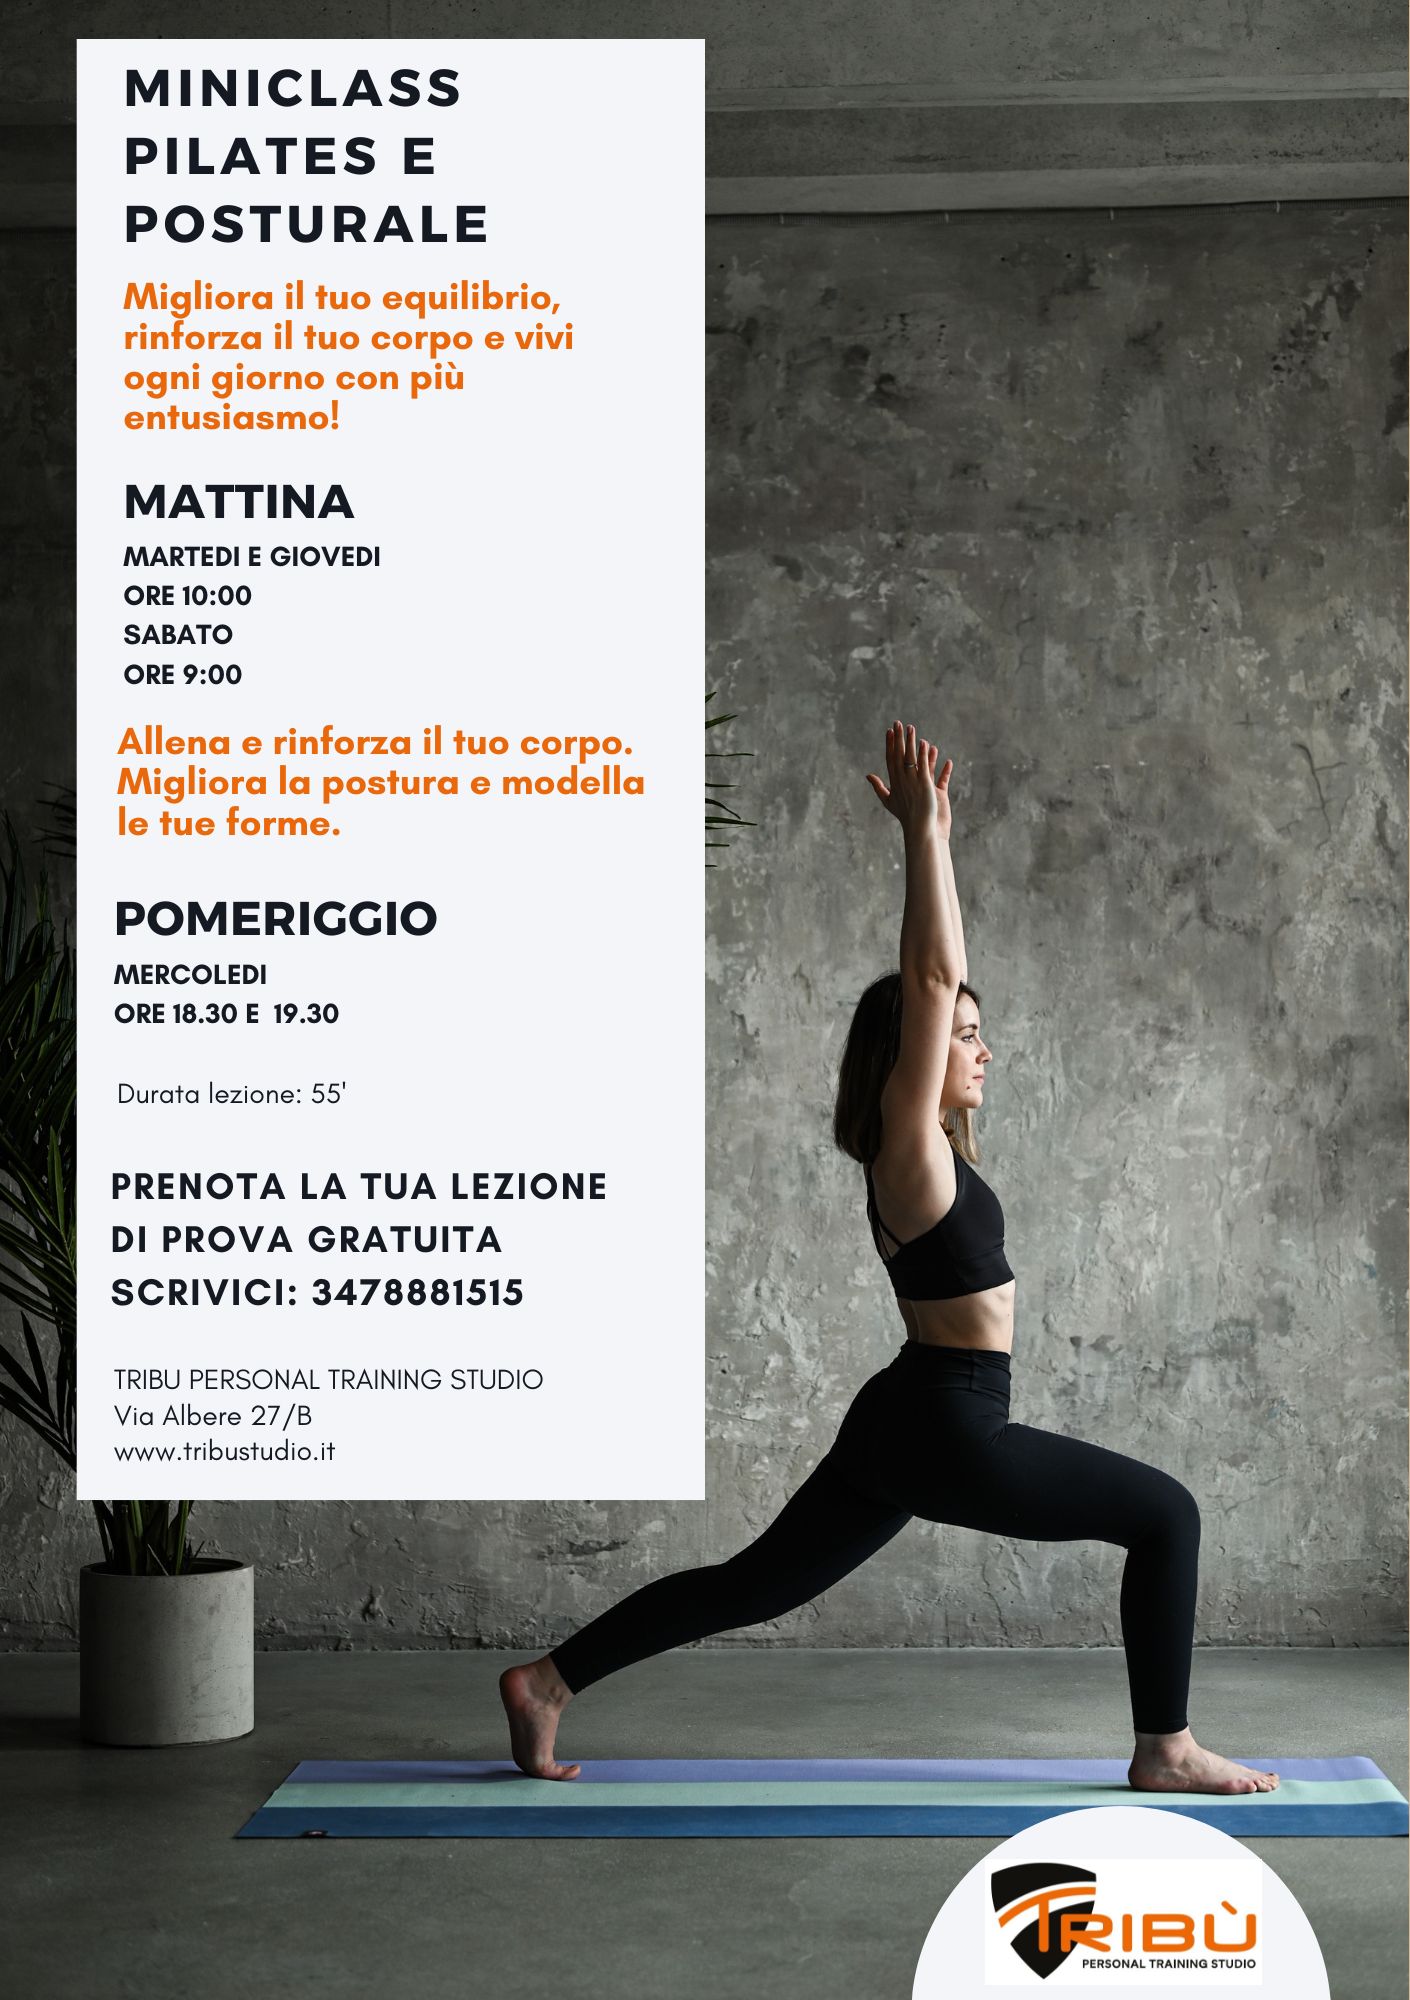 MINICLASS
PILATES E
POSTURALE
Migliora il tuo equilibrio,
rinforza il tuo corpo e vivi
ogni giorno con più
entusiasmo!
MATTINA
MARTEDI E GIOVEDI
ORE 10:00
SABATO
ORE 9:00
Allena e rinforza il tuo corpo.
Migliora la postura e modella
le tue forme.
POMERIGGIO
MERCOLEDI
ORE 18.30 E 19.30
Durata lezione: 55'
PRENOTA LA TUA LEZIONE
DI PROVA GRATUITA
SCRIVICI: 3478881515
TRIBU PERSONAL TRAINING STUDIO
Via Albere 27/B
www.tribustudio.it
TRIBÙ
PERSONAL TRAINING STUDIO